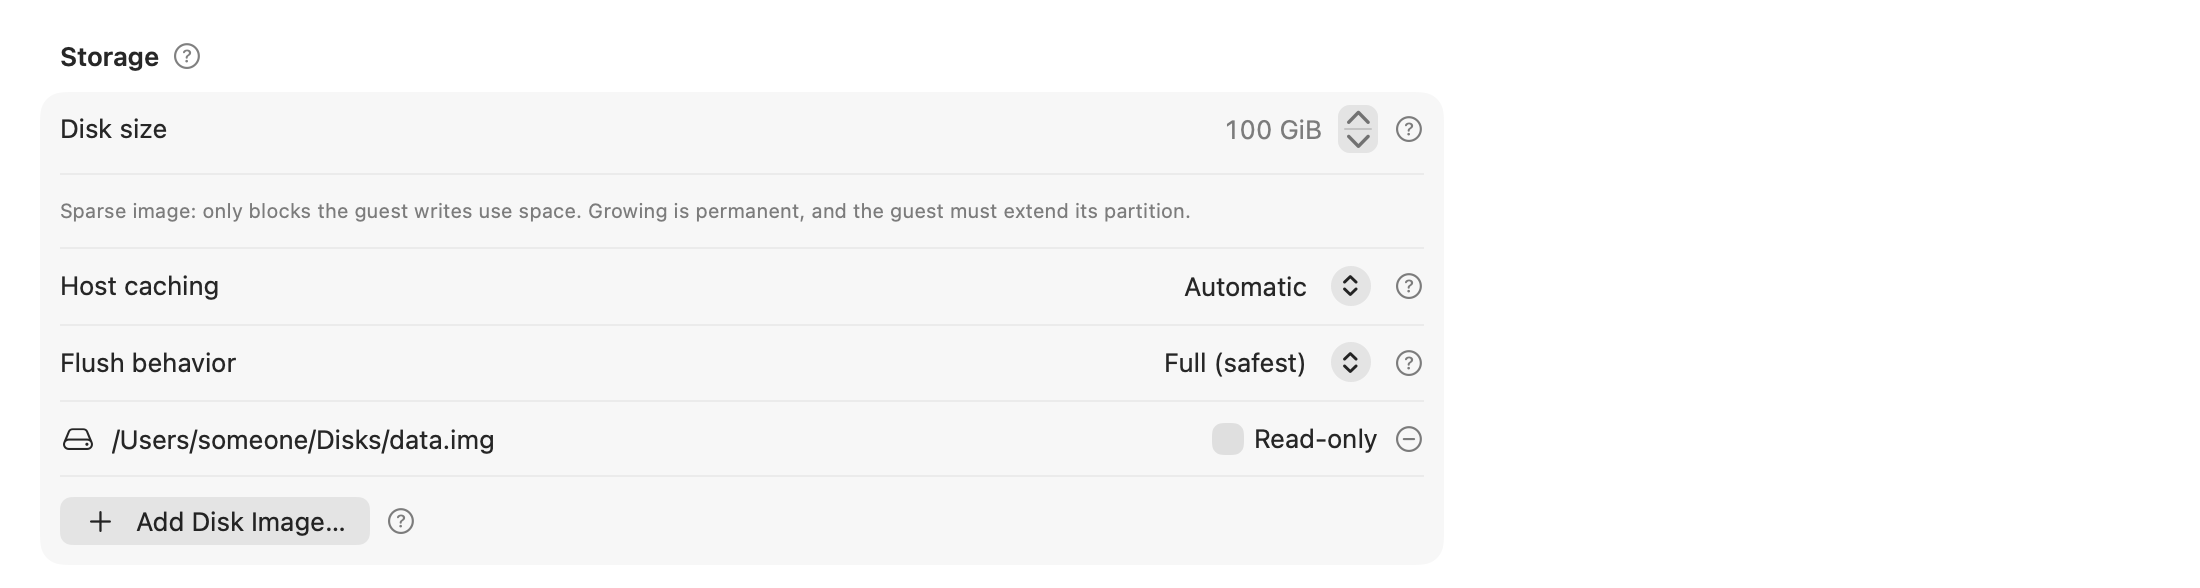 Storage ?
Disk size 100 GiB ?
Sparse image: only blocks the guest writes use space. Growing is permanent, and the guest must extend its partition.
Host caching Automatic ?
Flush behavior Full (safest) ?
/Users/someone/Disks/data.img Read-only
+ Add Disk Image... ?